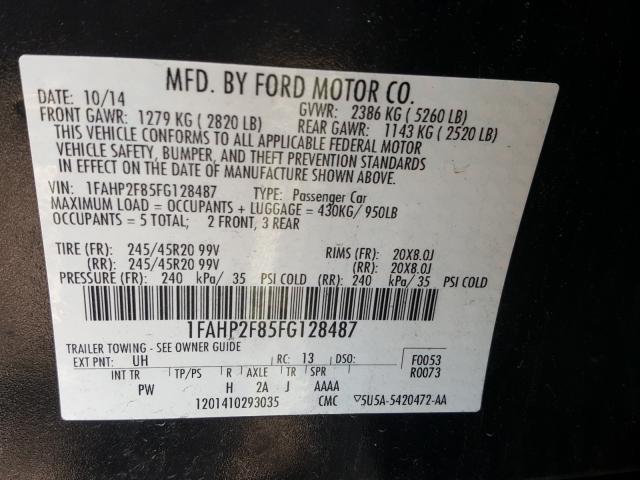 MFD. BY FORD MOTOR CO.
DATE: 10/14 GVWR: 2386 KG ( 5260 LB)
FRONT GAWR: 1279 KG ( 2820 LB) REAR GAWR: 1143 KG ( 2520 LB)
THIS VEHICLE CONFORMS TO ALL APPLICABLE FEDERAL MOTOR
VEHICLE SAFETY, BUMPER, AND THEFT PREVENTION STANDARDS
IN EFFECT ON THE DATE OF MANUFACTURE SHOWN ABOVE.
VIN: 1FAHP2F85FG128487 TYPE: Passenger Car
MAXIMUM LOAD = OCCUPANTS + LUGGAGE = 430KG/ 950LB
OCCUPANTS = 5 TOTAL; 2 FRONT, 3 REAR
TIRE (FR): 245/45R20 99V RIMS (FR): 20X8.0J
(RR): 245/45R20 99V (RR): 20X8.0J
PRESSURE (FR): 240 kPa/ 35 PSI COLD (RR): 240 kPa/ 35 PSI COLD
1FAHP2F85FG128487
TRAILER TOWING - SEE OWNER GUIDE
EXT PNT: UH RC: 13 DSO: F0053
INT TR TP/PS R AXLE TR SPR R0073
PW H 2A J AAAA
1201410293035 CMC ▽5U5A-5420472-AA